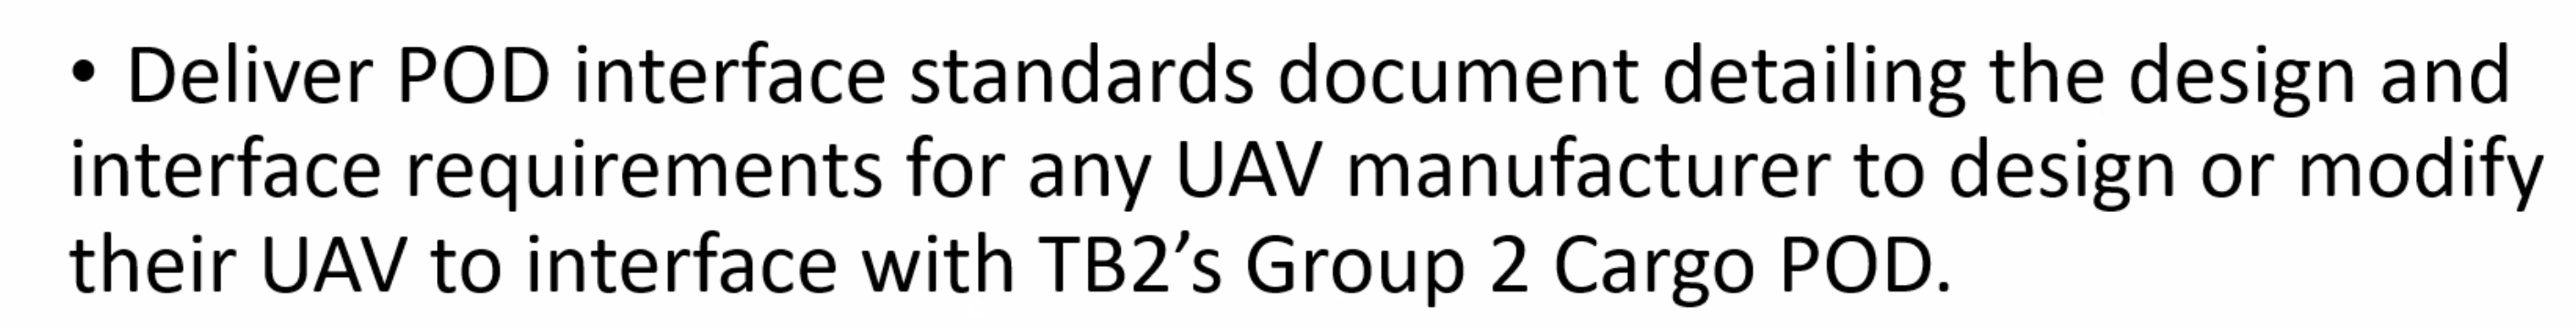 • Deliver POD interface standards document detailing the design and
interface requirements for any UAV manufacturer to design or modify
their UAV to interface with TB2’s Group 2 Cargo POD.